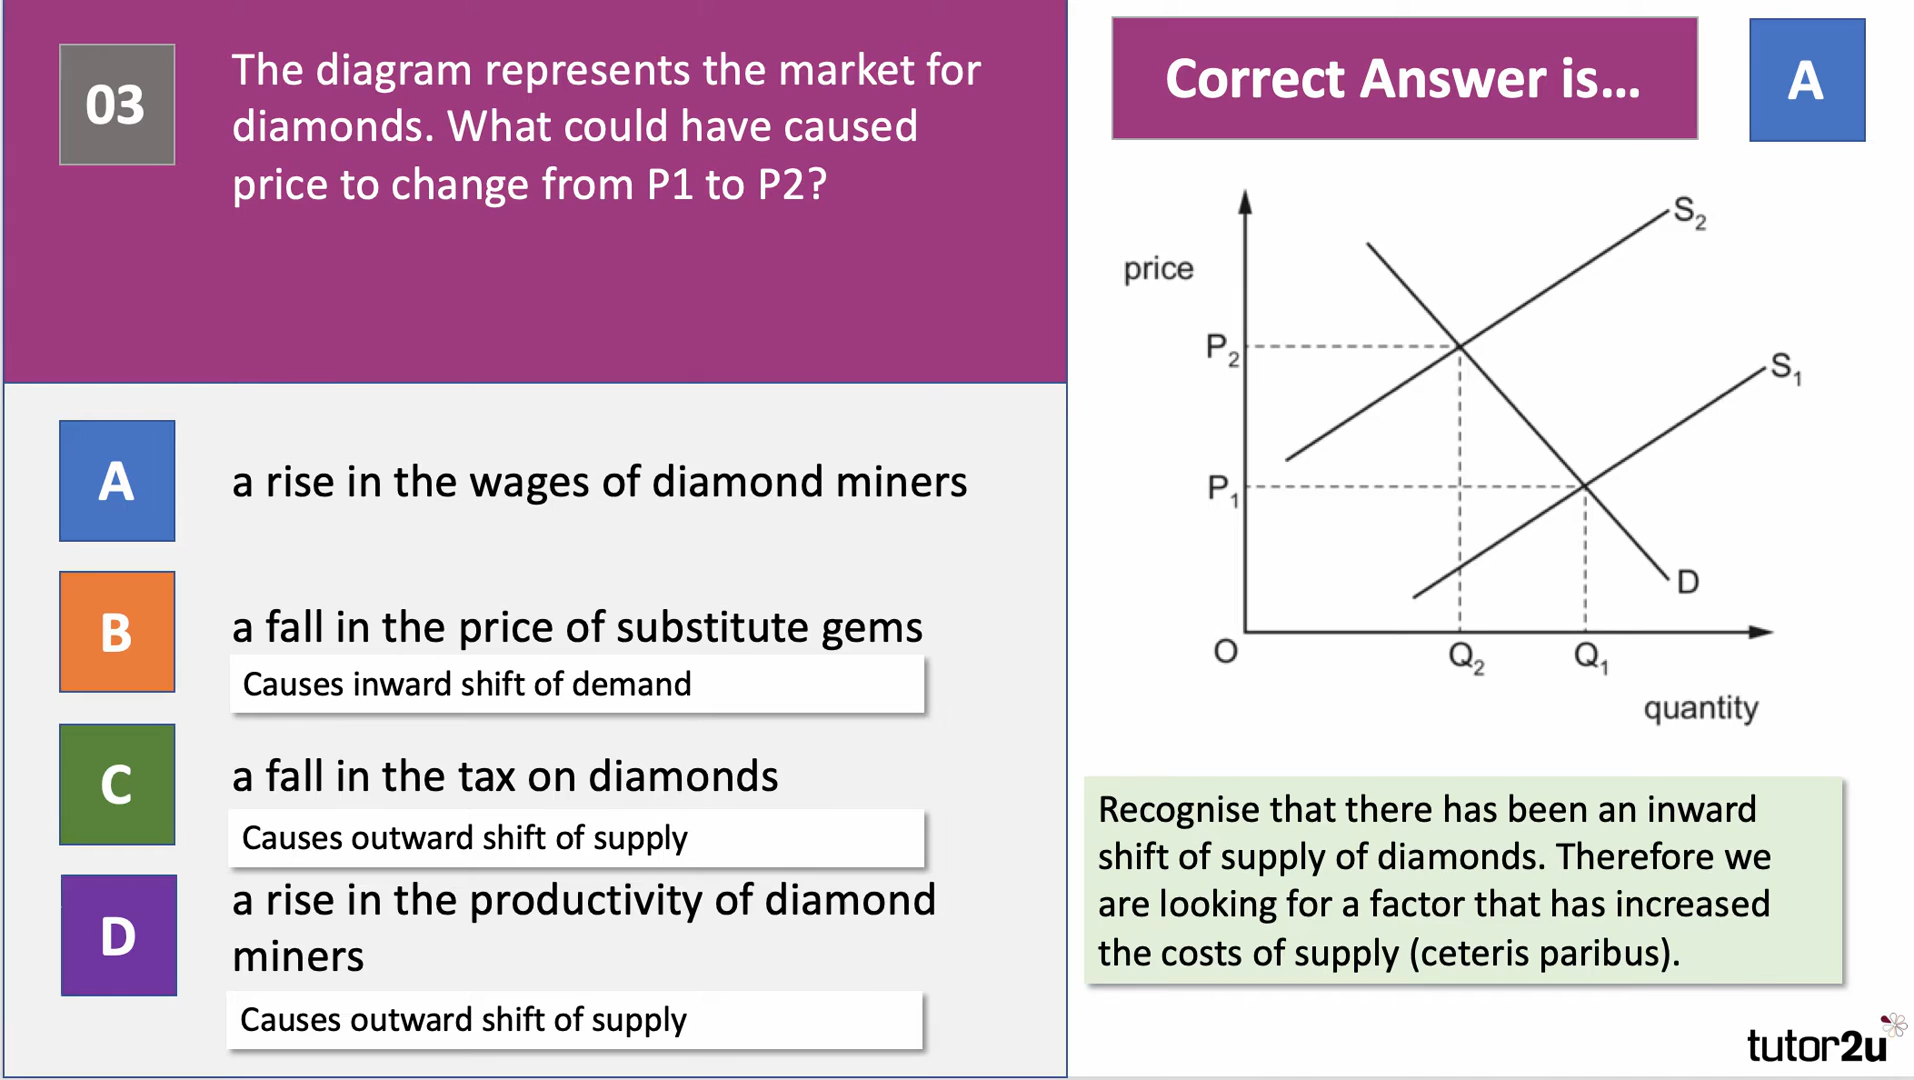 03
The diagram represents the market for
diamonds. What could have caused
price to change from P1 to P2?
A
a rise in the wages of diamond miners
B
a fall in the price of substitute gems
Causes inward shift of demand
C
a fall in the tax on diamonds
Causes outward shift of supply
D
a rise in the productivity of diamond
miners
Causes outward shift of supply
Correct Answer is...
A
S2
price
P2
S1
P1
D
O
Q2
Q1
quantity
Recognise that there has been an inward
shift of supply of diamonds. Therefore we
are looking for a factor that has increased
the costs of supply (ceteris paribus).
tutor2u